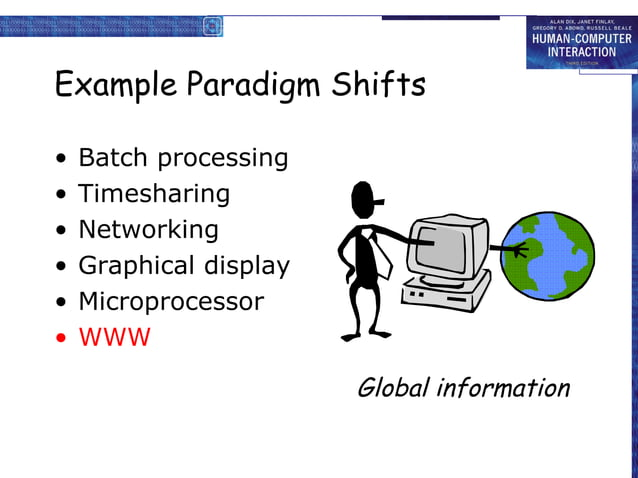 ALAN DIX, JANET FINLAY,
GREGORY D. ABOWD, RUSSELL BEALE
HUMAN-COMPUTER
INTERACTION
THIRD EDITION
Example Paradigm Shifts
• Batch processing
• Timesharing
• Networking
• Graphical display
• Microprocessor
• WWW
Global information